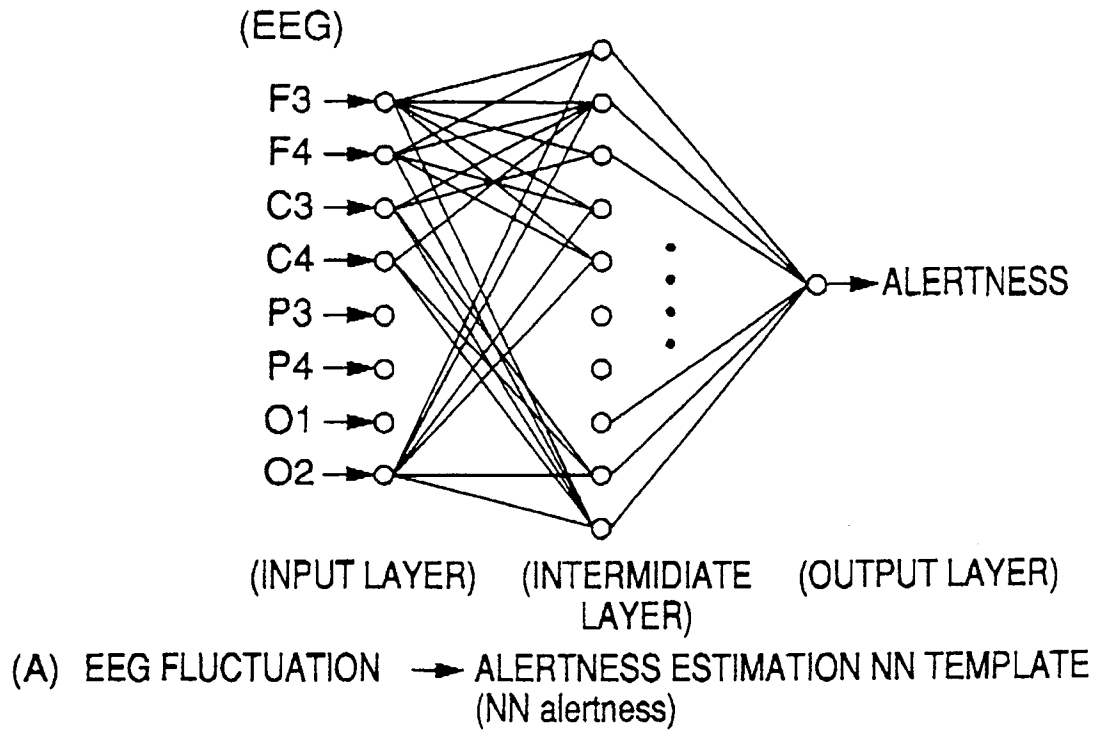 (EEG)
F3
F4
C3
C4
P3
P4
O1
O2
ALERTNESS
(INPUT LAYER)
(INTERMIDIATE
LAYER)
(OUTPUT LAYER)
(A) EEG FLUCTUATION → ALERTNESS ESTIMATION NN TEMPLATE
(NN alertness)